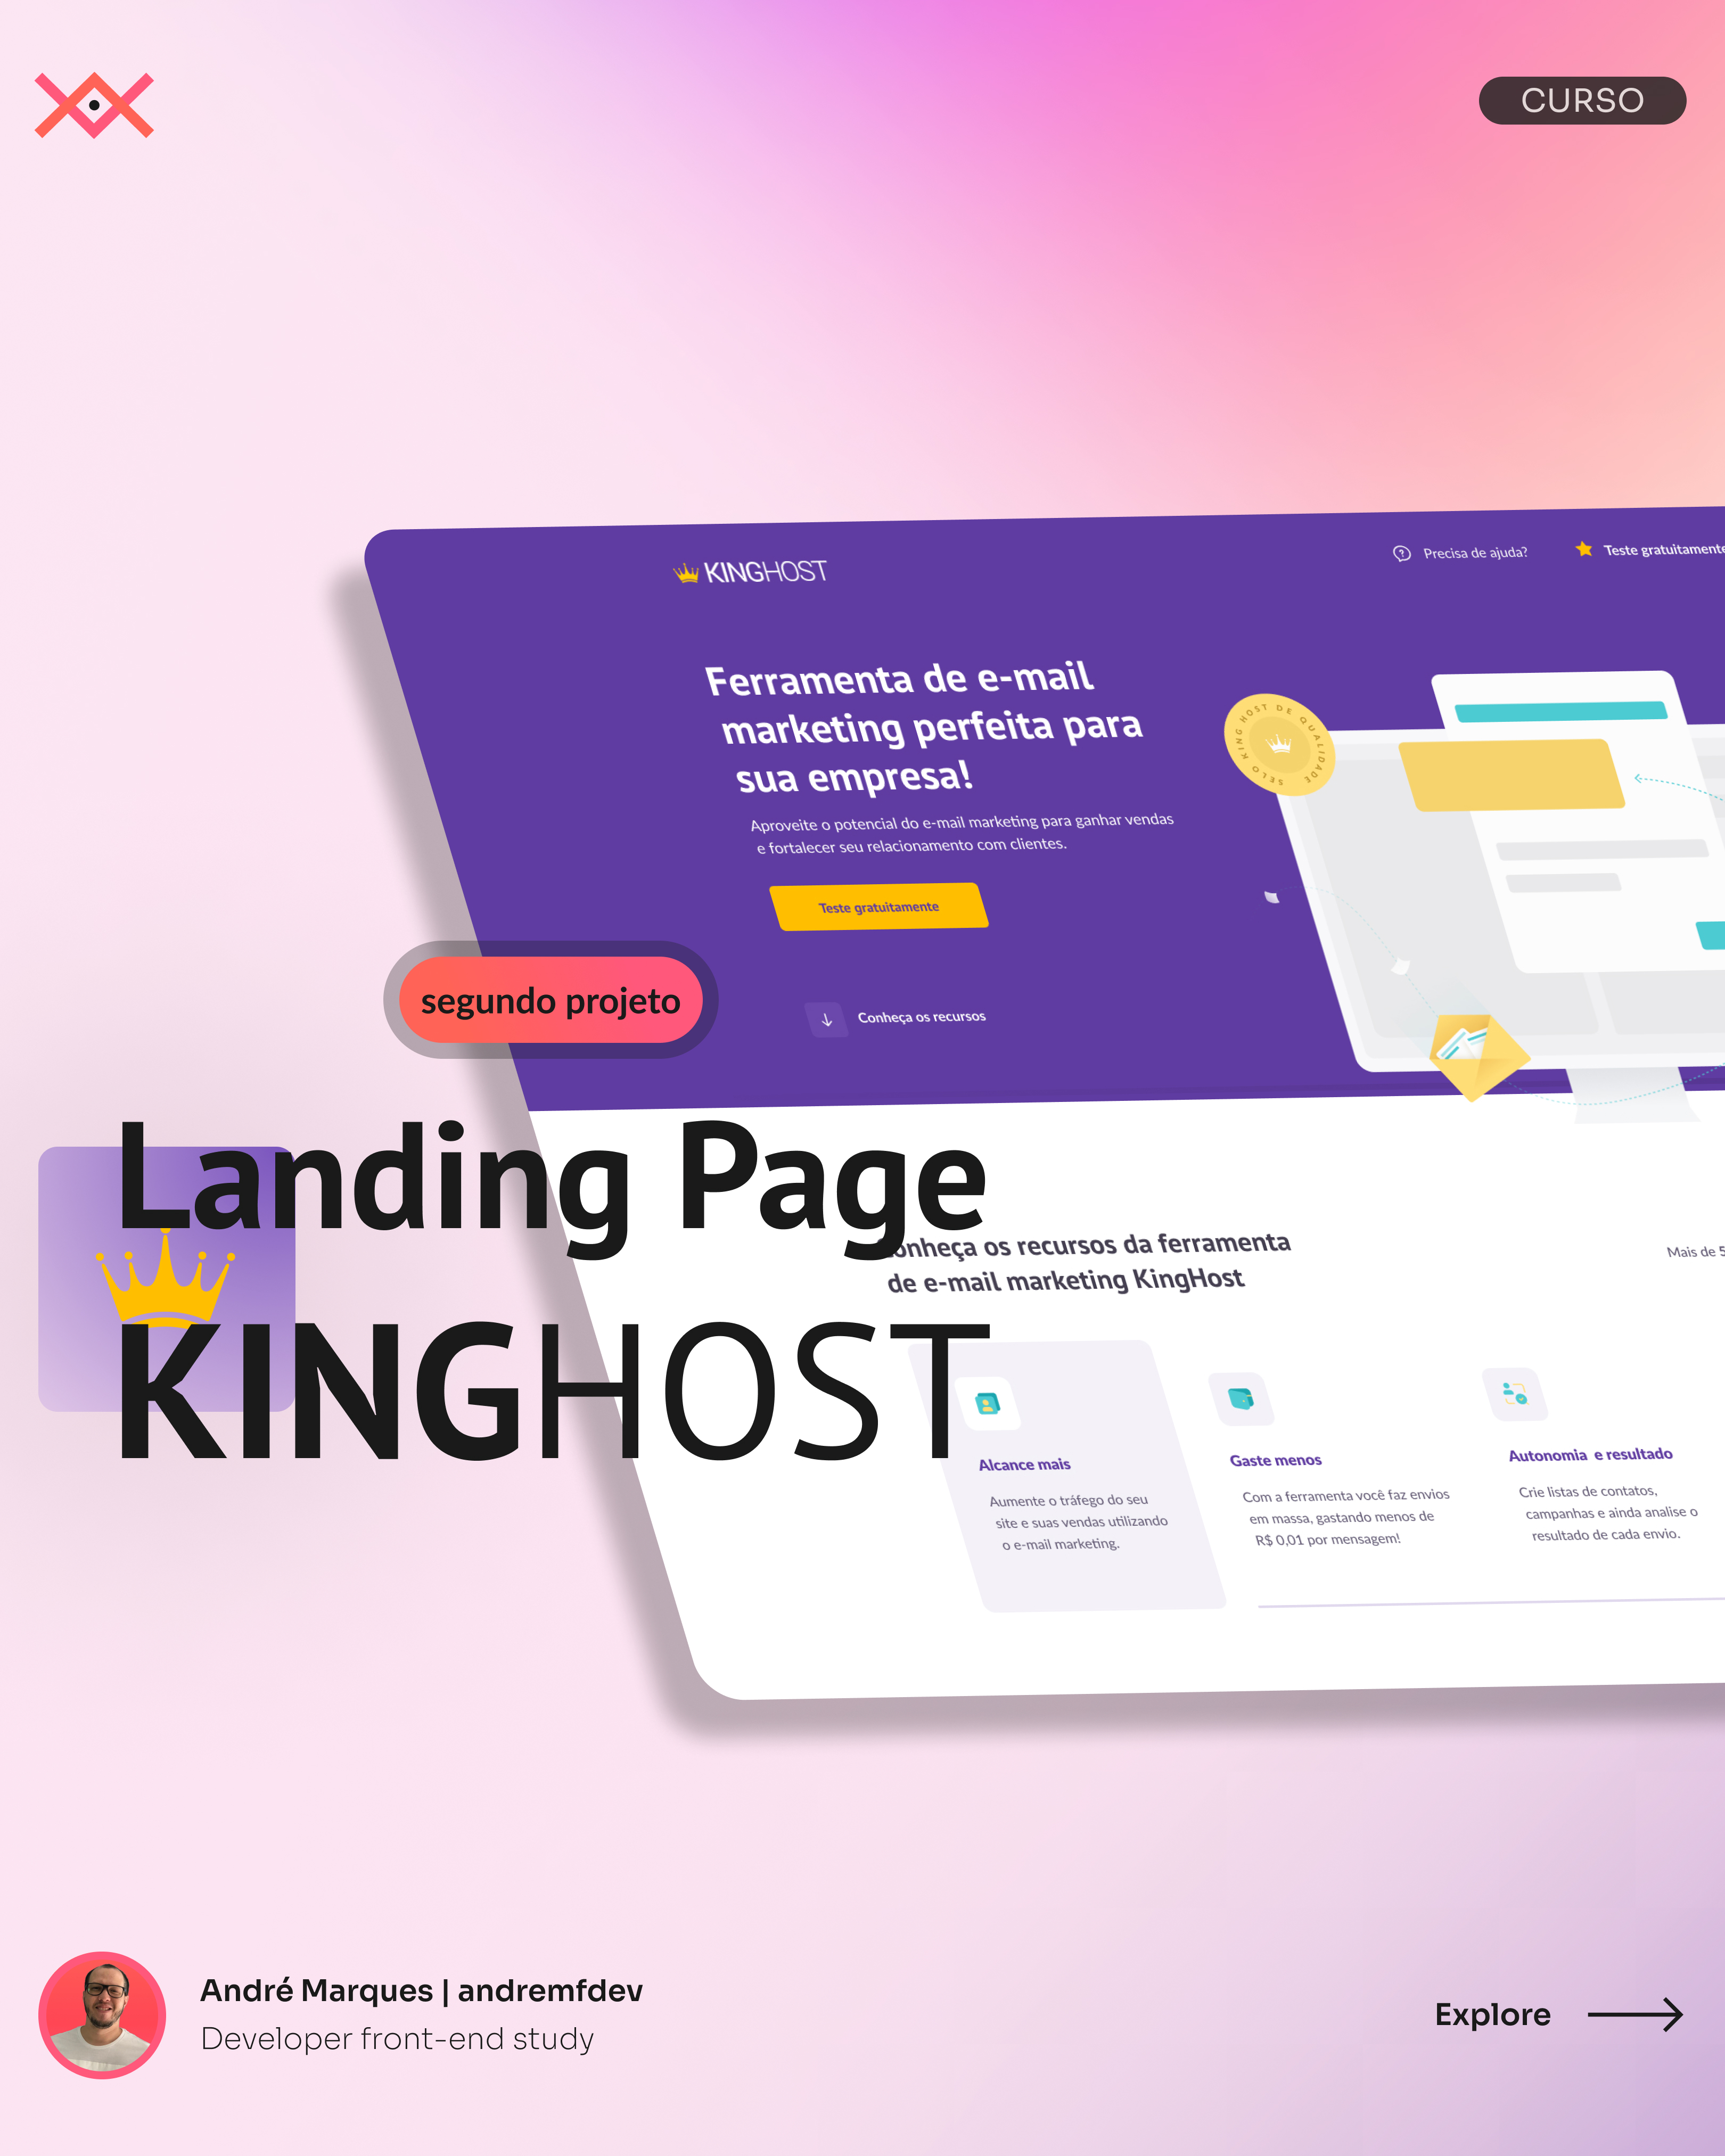 CURSO
KINGHOST
Precisa de ajuda?
Teste gratuitamente
Ferramenta de e-mail
marketing perfeita para
sua empresa!
SELO KING HOST DE QUALIDADE
Aproveite o potencial do e-mail marketing para ganhar vendas
e fortalecer seu relacionamento com clientes.
Teste gratuitamente
segundo projeto
Conheça os recursos
Landing Page
Conheça os recursos da ferramenta
de e-mail marketing KingHost
Mais de 5
KINGHOST
Alcance mais
Aumente o tráfego do seu
site e suas vendas utilizando
o e-mail marketing.
Gaste menos
Com a ferramenta você faz envios
em massa, gastando menos de
R$ 0,01 por mensagem!
Autonomia e resultado
Crie listas de contatos,
campanhas e ainda analise o
resultado de cada envio.
André Marques | andremfdev
Developer front-end study
Explore